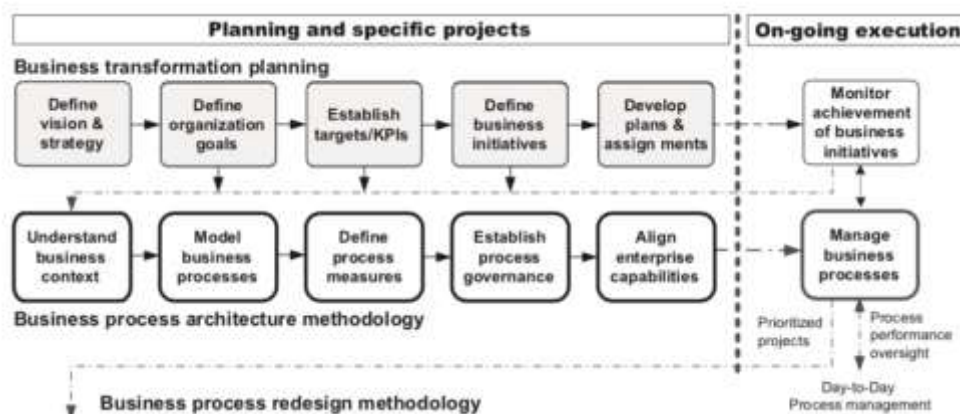 Planning and specific projects
On-going execution
Business transformation planning
Define
vision &
strategy
Define
organization
goals
Establish
targets/KPIs
Define
business
initiatives
Develop
plans &
assign ments
Monitor
achievement
of business
initiatives
Understand
business
context
Model
business
processes
Define
process
measures
Establish
process
governance
Align
enterprise
capabilities
Manage
business
processes
Business process architecture methodology
Prioritized
projects
Process
performance
oversight
Day-to-Day
Process management
Business process redesign methodology